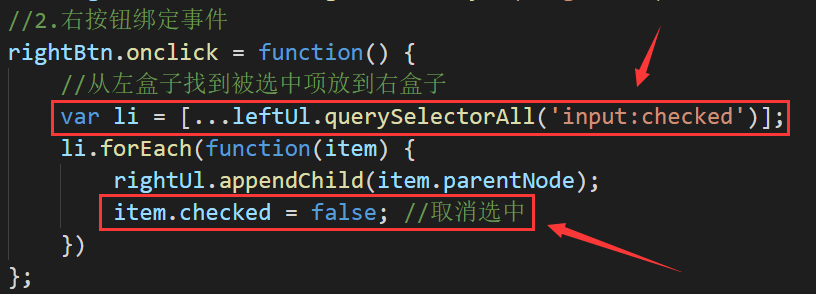 //2.右按钮绑定事件
rightBtn.onclick = function() {
//从左盒子找到被选中项放到右盒子
var li = [...leftUl.querySelectorAll('input:checked')];
li.forEach(function(item) {
rightUl.appendChild(item.parentNode);
item.checked = false; //取消选中
})
};